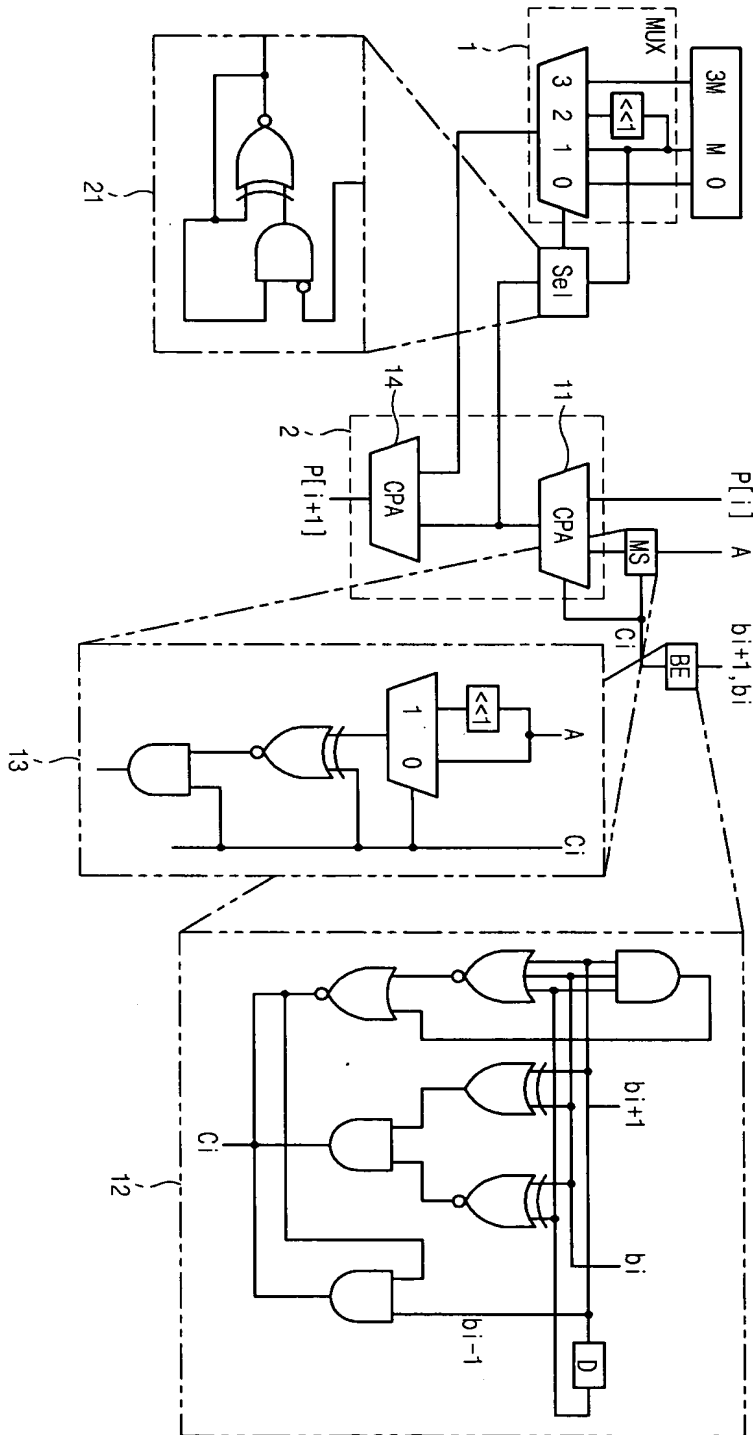 3M M 0
MUX
<<1
3 2 1 0
1
Sel
21
P[i]
A
bi+1,bi
MS
BE
Ci
11
CPA
14
CPA
2
P[i+1]
A
Ci
<<1
1 0
13
bi+1
bi
D
bi-1
Ci
12